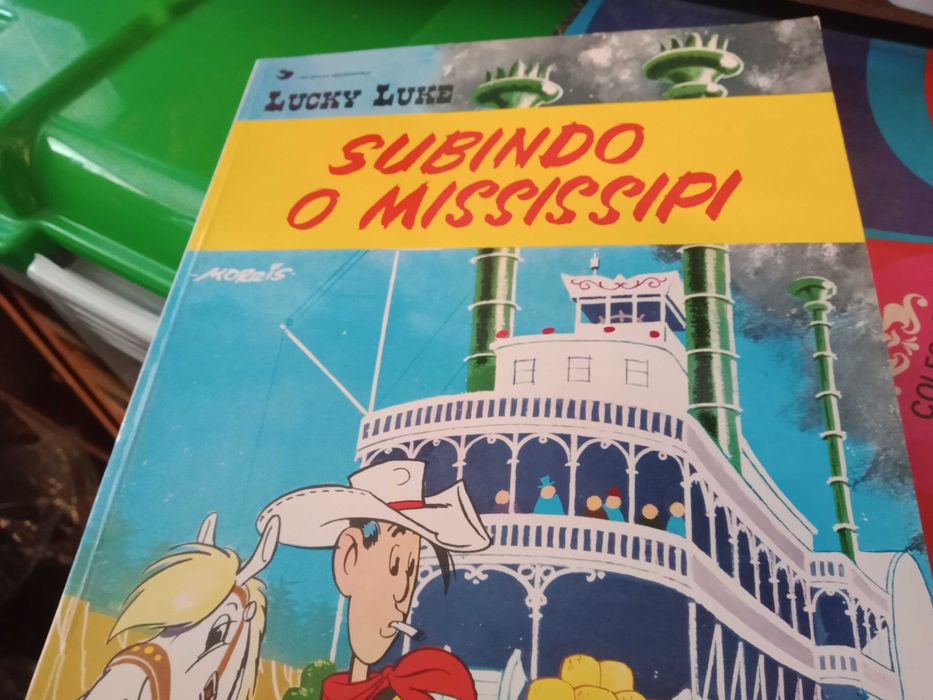 LUCKY LUKE
SUBINDO
O MISSISSIPI
MORRIS